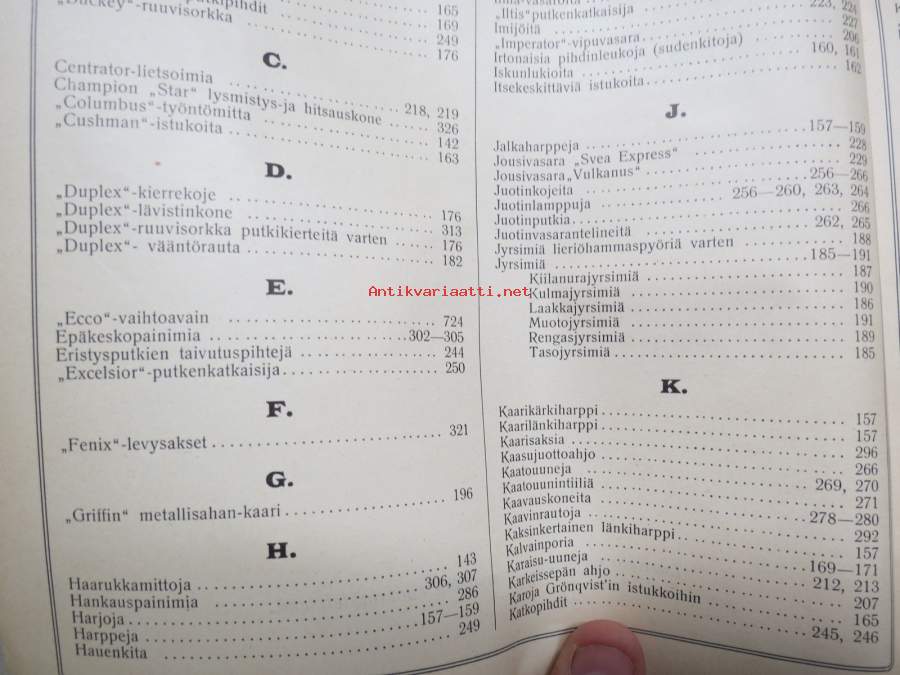 putkipihdit 165
-ruuvisorkka 169
249
176
C.
Centrator-lietsoimia 218, 219
Champion „Star“ lysmistys-ja hitsauskone 326
„Columbus“-työntömitta 142
„Cushman“-istukoita 163
D.
„Duplex“-kierrekoje 176
„Duplex“-lävistinkone 313
„Duplex“-ruuvisorkka putkikierteitä varten 176
„Duplex“- vääntörauta 182
E.
„Ecco“-vaihtoavain 724
Epäkeskopainimia 302—305
Eristysputkien taivutuspihtejä 244
„Excelsior“-putkenkatkaisija 250
F.
„Fenix“-levysakset 321
G.
„Griffin“ metallisahan-kaari 196
H.
Haarukkamittoja 143
Hankauspainimia 306, 307
Harjoja 286
Harppeja 157—159
Hauenkita 249
„Iltis“putkenkatkaisija 223, 224
Imijöitä
„Imperator“-vipuvasara 227
Irtonaisia pihdinleukoja (sudenkitoja) 206
Iskunlukioita 160, 161
Itsekeskittäviä istukoita 162
J.
Jalkaharppeja 157—159
Jousivasara „Svea Express“ 228
Jousivasara„Vulkanus“ 229
Juotinkojeita 256—266
Juotinlamppuja 256—260, 263, 264
Juotinputkia 266
Juotinvasarantelineitä 262, 265
Jyrsimiä lieriöhammaspyöriä varten 188
Jyrsimiä 185—191
Kiilanurajyrsimiä 187
Kulmajyrsimiä 190
Laakkajyrsimiä 186
Muotojyrsimiä 191
Rengasjyrsimiä 189
Tasojyrsimiä 185
K.
Kaarikärkiharppi 157
Kaarilänkiharppi 157
Kaarisaksia 296
Kaasujuottoahjo 266
Kaatouuneja 269, 270
Kaatouunintiiliä 271
Kaavauskoneita 278—280
Kaavinrautoja 292
Kaksinkertainen länkiharppi 157
Kalvainporia 169—171
Karaisu-uuneja 212, 213
Karkeissepän ahjo 207
Karoja Grönqvist'in istukkoihin 165
Katkopihdit 245, 246
Antikvariaatti.net